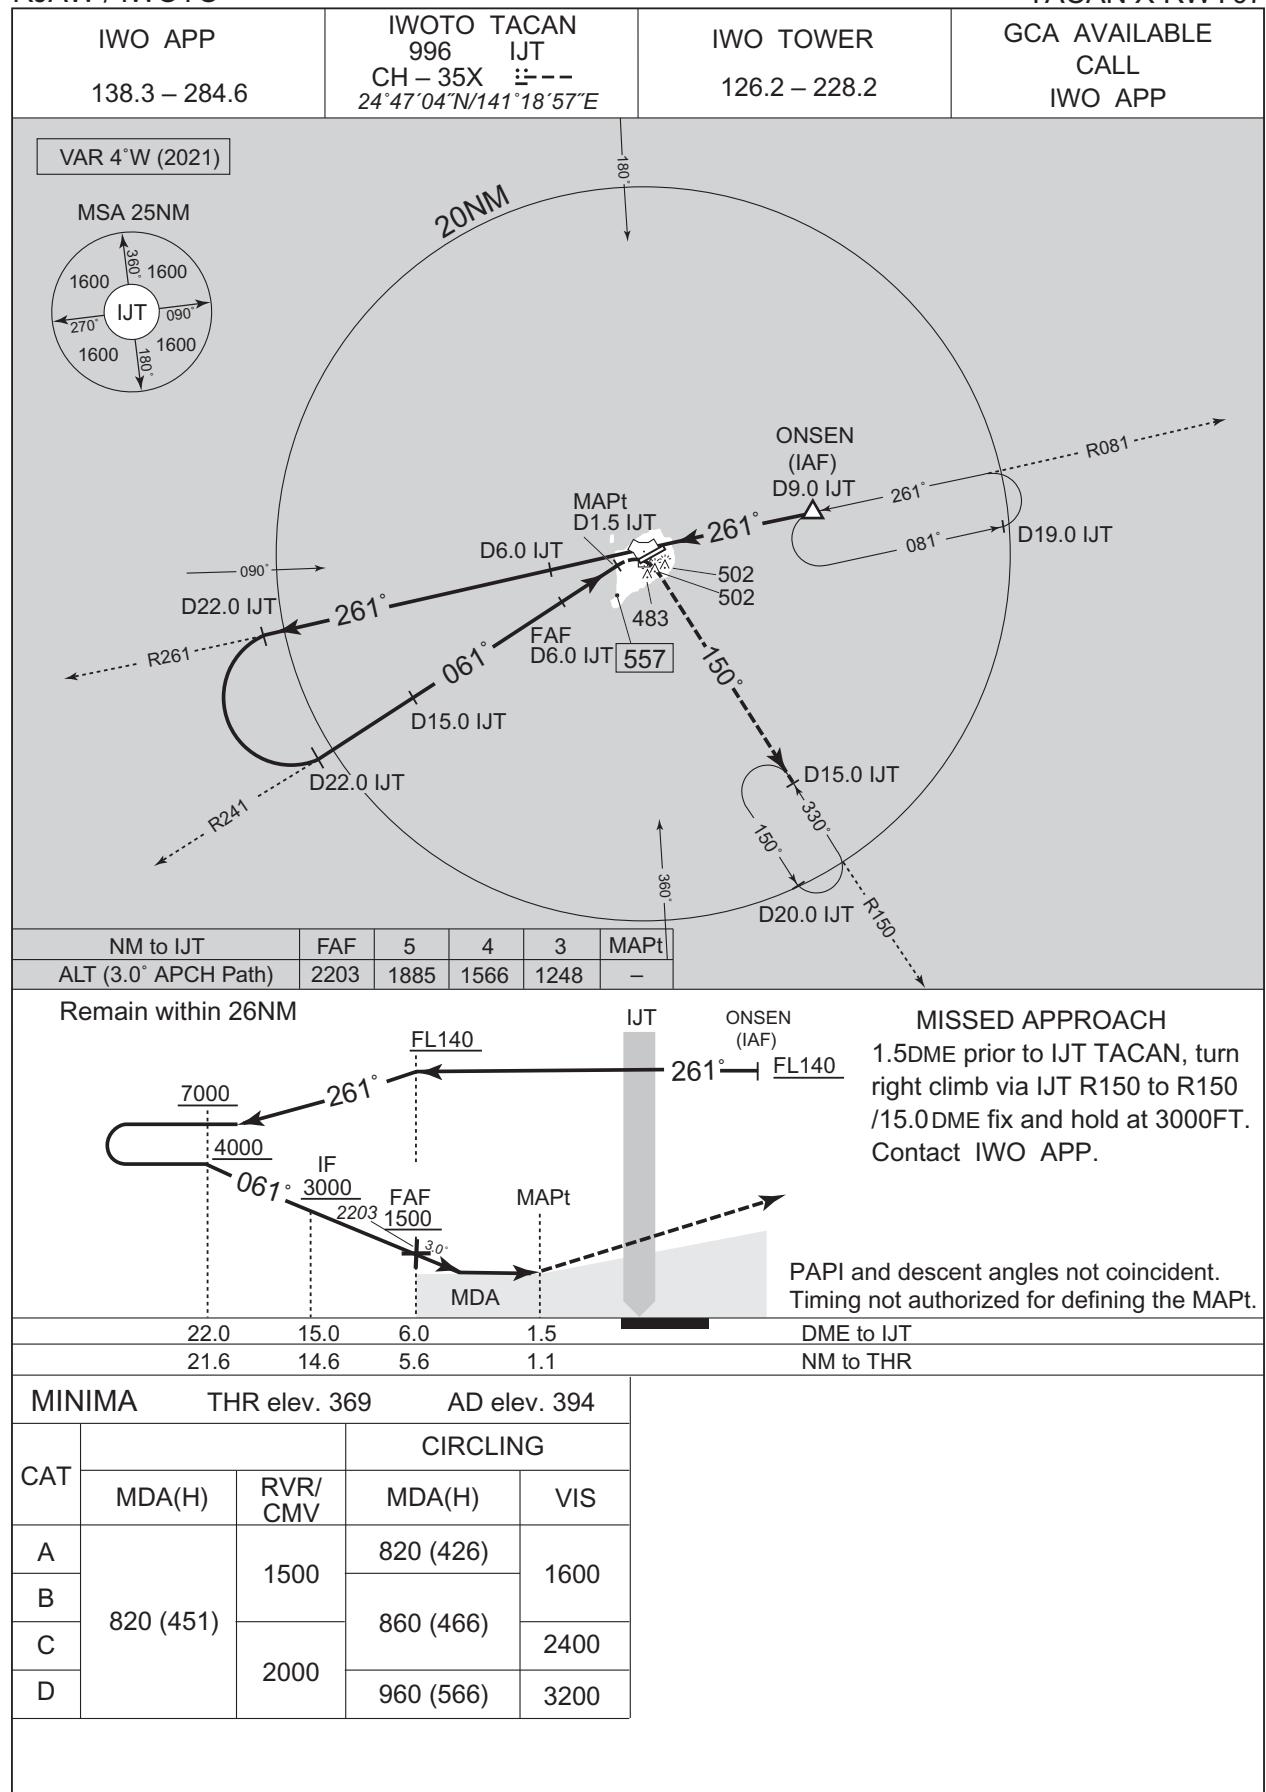 IWO APP
138.3 – 284.6
IWOTO TACAN
996 IJT
CH – 35X
24˚47´04˝N/141˚18´57˝E
IWO TOWER
126.2 – 228.2
GCA AVAILABLE
CALL
IWO APP
VAR 4˚W (2021)
MSA 25NM
360˚
1600
1600
IJT
270˚
090˚
1600
1600
180˚
180˚
20NM
ONSEN
(IAF)
D9.0 IJT
R081
261˚
081˚
D19.0 IJT
MAPt
D1.5 IJT
261˚
D6.0 IJT
090˚
D22.0 IJT
261˚
R261
502
502
483
FAF
D6.0 IJT
557
061˚
150˚
D15.0 IJT
D22.0 IJT
R241
D15.0 IJT
330˚
150˚
360˚
D20.0 IJT
R150
NM to IJT FAF 5 4 3 MAPt
ALT (3.0˚ APCH Path) 2203 1885 1566 1248 –
Remain within 26NM
IJT
ONSEN
(IAF)
FL140
261˚
FL140
7000
261˚
4000
061˚
IF
3000
2203
FAF
1500
3.0˚
MAPt
MDA
MISSED APPROACH
1.5DME prior to IJT TACAN, turn
right climb via IJT R150 to R150
/15.0DME fix and hold at 3000FT.
Contact IWO APP.
PAPI and descent angles not coincident.
Timing not authorized for defining the MAPt.
22.0 15.0 6.0 1.5 DME to IJT
21.6 14.6 5.6 1.1 NM to THR
MINIMA THR elev. 369 AD elev. 394
CAT
CIRCLING
MDA(H) RVR/CMV MDA(H) VIS
A 820 (451) 1500 820 (426) 1600
B 860 (466)
C 2000 2400
D 960 (566) 3200